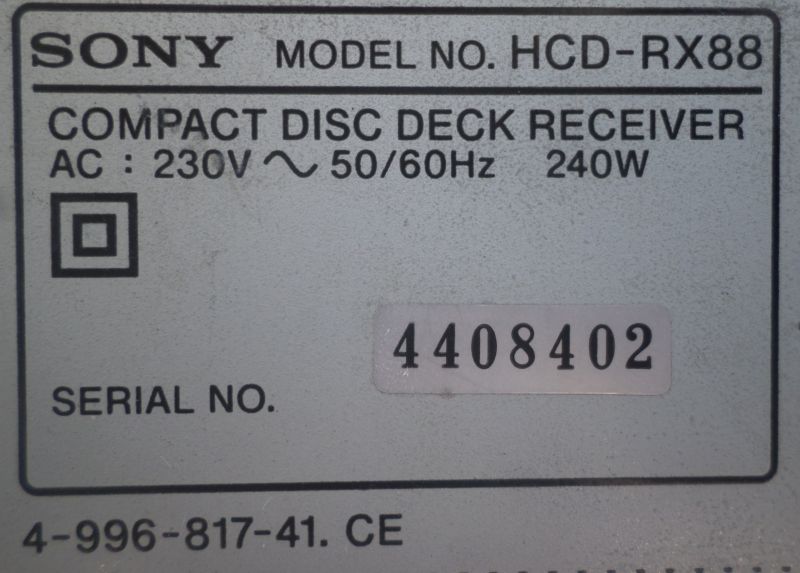 SONY MODEL NO. HCD-RX88
COMPACT DISC DECK RECEIVER
AC : 230V ~ 50/60Hz 240W
4408402
SERIAL NO.
4-996-817-41. CE